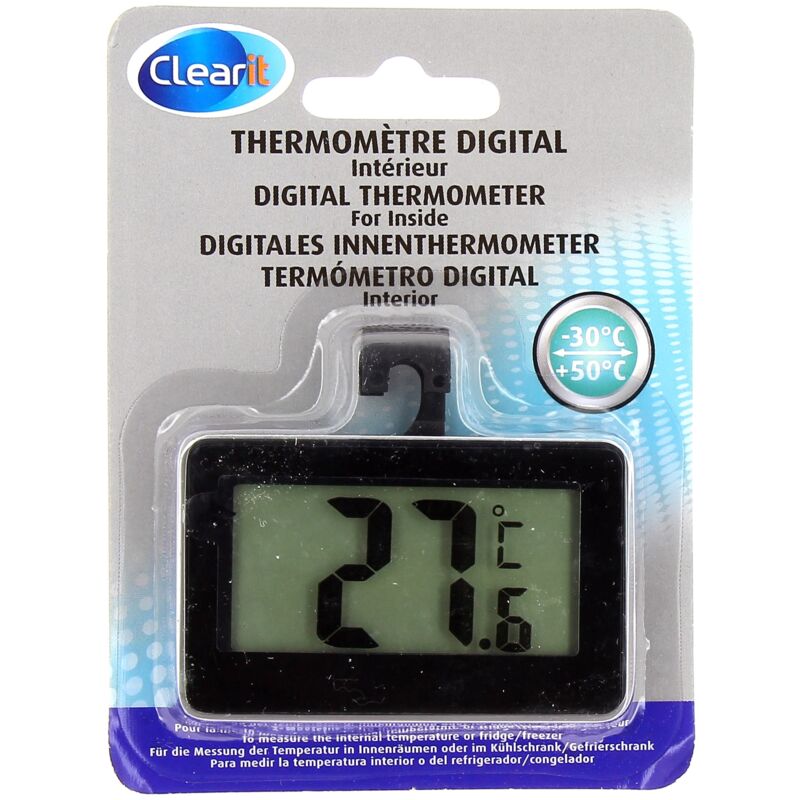 Clearit
THERMOMÈTRE DIGITAL
Intérieur
DIGITAL THERMOMETER
For Inside
DIGITALES INNENTHERMOMETER
TERMÓMETRO DIGITAL
Interior
-30°C
+50°C
27.6 °C
Pour la
To measure the internal temperature or fridge/freezer
Für die Messung der Temperatur in Innenräumen oder im Kühlschrank/Gefrierschrank
Para medir la temperatura interior o del refrigerador/congelador